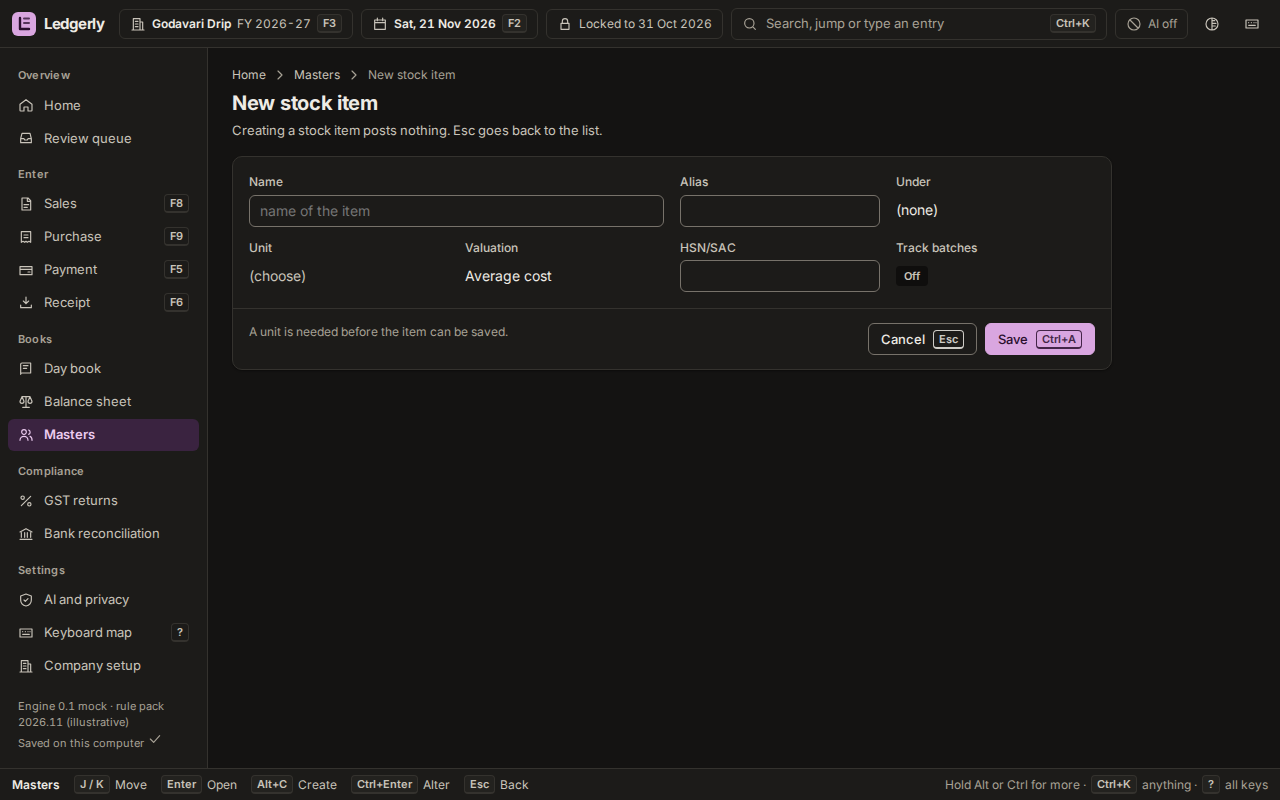 Ledgerly
Godavari Drip FY 2026-27 F3
Sat, 21 Nov 2026 F2
Locked to 31 Oct 2026
Search, jump or type an entry Ctrl+K
AI off
Overview
Home
Review queue
Enter
Sales F8
Purchase F9
Payment F5
Receipt F6
Books
Day book
Balance sheet
Masters
Compliance
GST returns
Bank reconciliation
Settings
AI and privacy
Keyboard map ?
Company setup
Engine 0.1 mock · rule pack
2026.11 (illustrative)
Saved on this computer
Home Masters New stock item
New stock item
Creating a stock item posts nothing. Esc goes back to the list.
Name Alias Under
name of the item (none)
Unit Valuation HSN/SAC Track batches
(choose) Average cost Off
A unit is needed before the item can be saved.
Cancel Esc Save Ctrl+A
Masters J / K Move Enter Open Alt+C Create Ctrl+Enter Alter Esc Back
Hold Alt or Ctrl for more · Ctrl+K anything · ? all keys